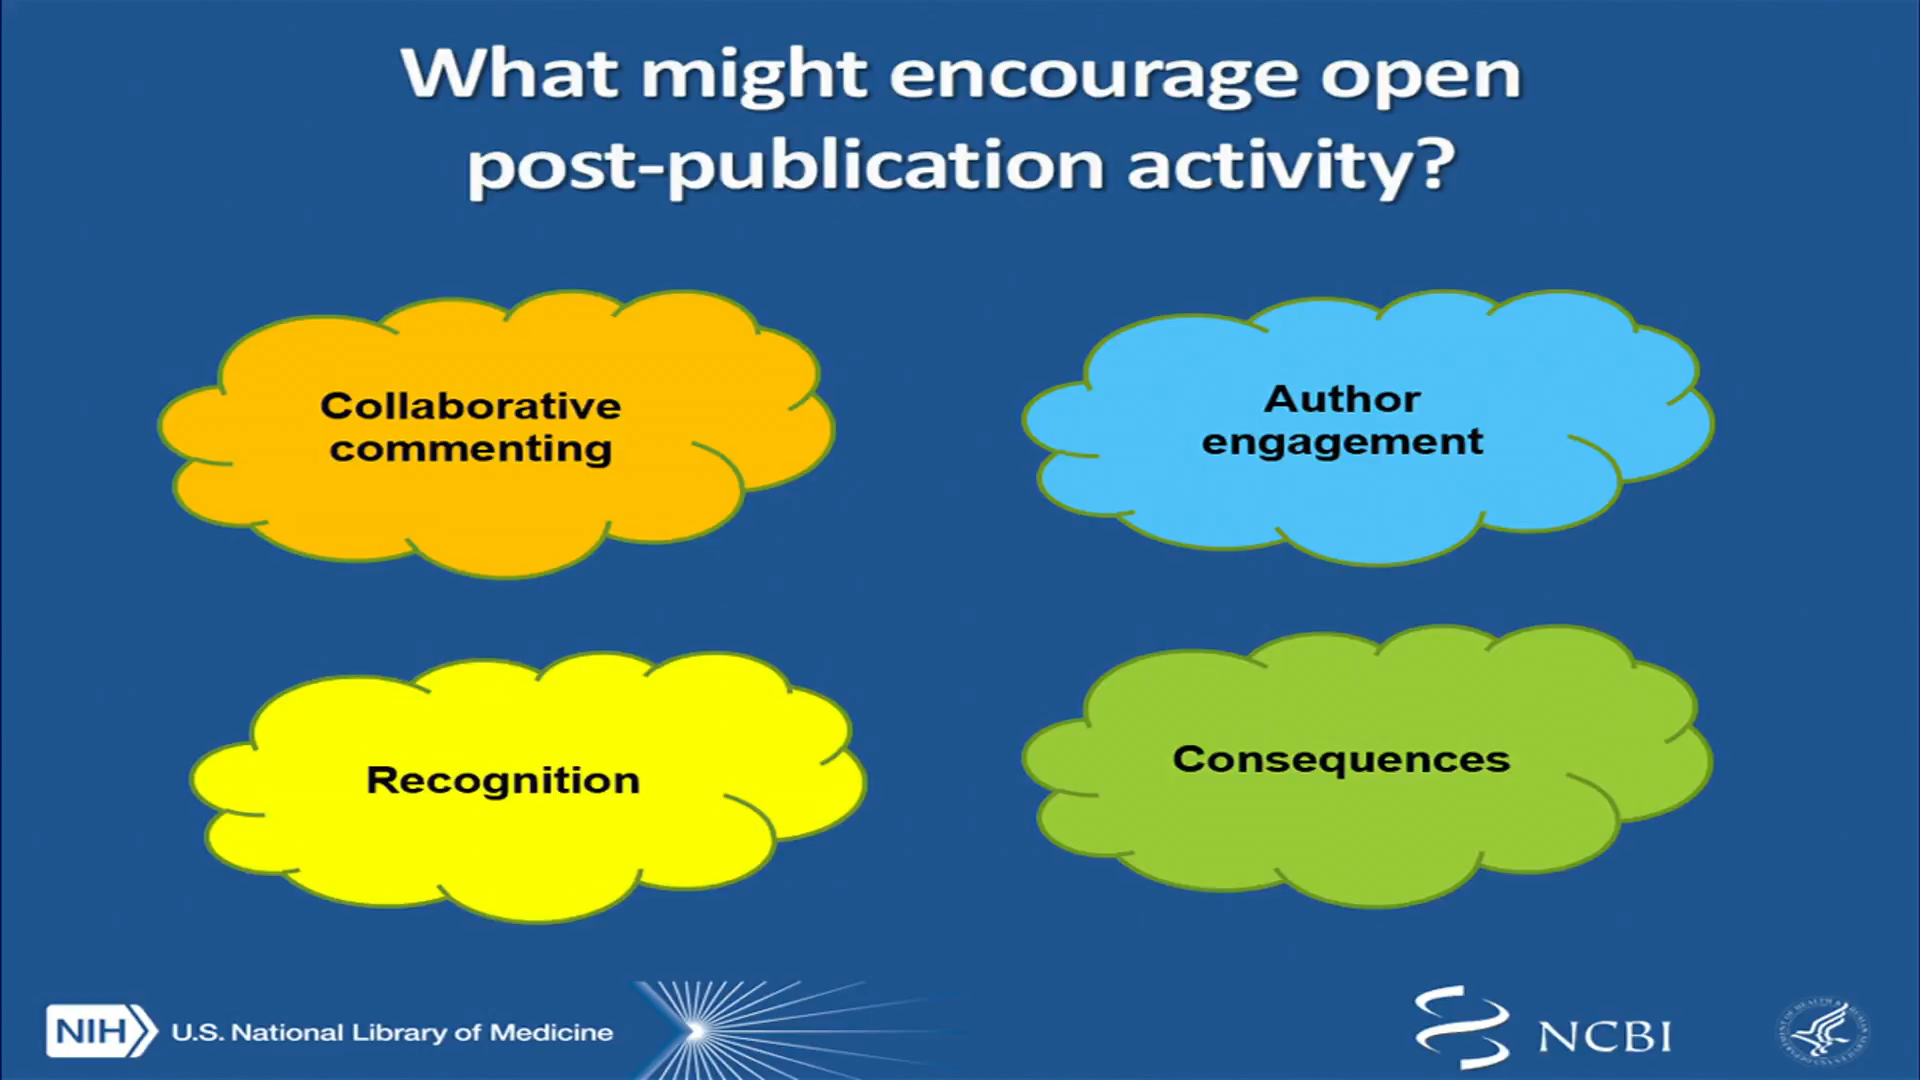 What might encourage open
post-publication activity?
Collaborative
commenting
Author
engagement
Recognition
Consequences
NIH U.S. National Library of Medicine
NCBI